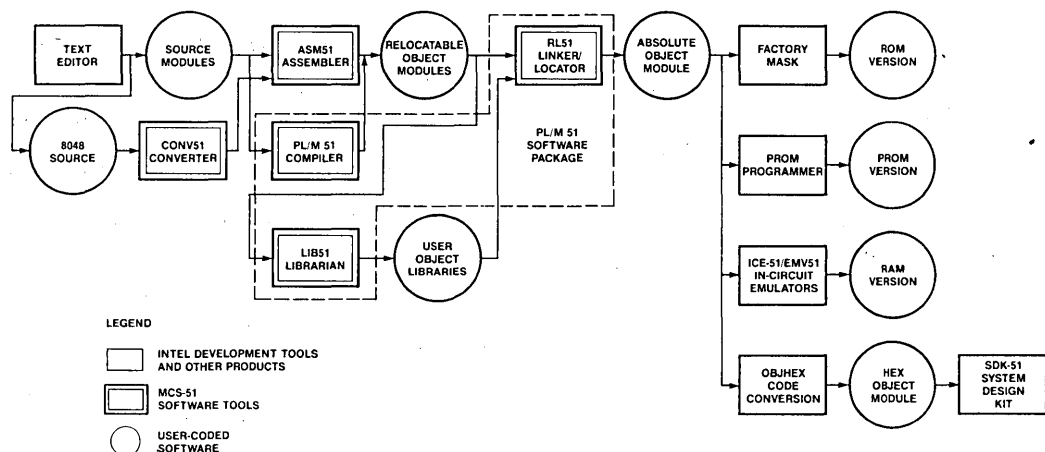 TEXT
EDITOR
SOURCE
MODULES
ASM51
ASSEMBLER
RELOCATABLE
OBJECT
MODULES
RL51
LINKER/
LOCATOR
ABSOLUTE
OBJECT
MODULE
FACTORY
MASK
ROM
VERSION
8048
SOURCE
CONV51
CONVERTER
PL/M 51
COMPILER
PL/M 51
SOFTWARE
PACKAGE
PROM
PROGRAMMER
PROM
VERSION
LIB51
LIBRARIAN
USER
OBJECT
LIBRARIES
ICE-51/EMV51
IN-CIRCUIT
EMULATORS
RAM
VERSION
OBJHEX
CODE
CONVERSION
HEX
OBJECT
MODULE
SDK-51
SYSTEM
DESIGN
KIT
LEGEND
INTEL DEVELOPMENT TOOLS
AND OTHER PRODUCTS
MCS-51
SOFTWARE TOOLS
USER-CODED
SOFTWARE